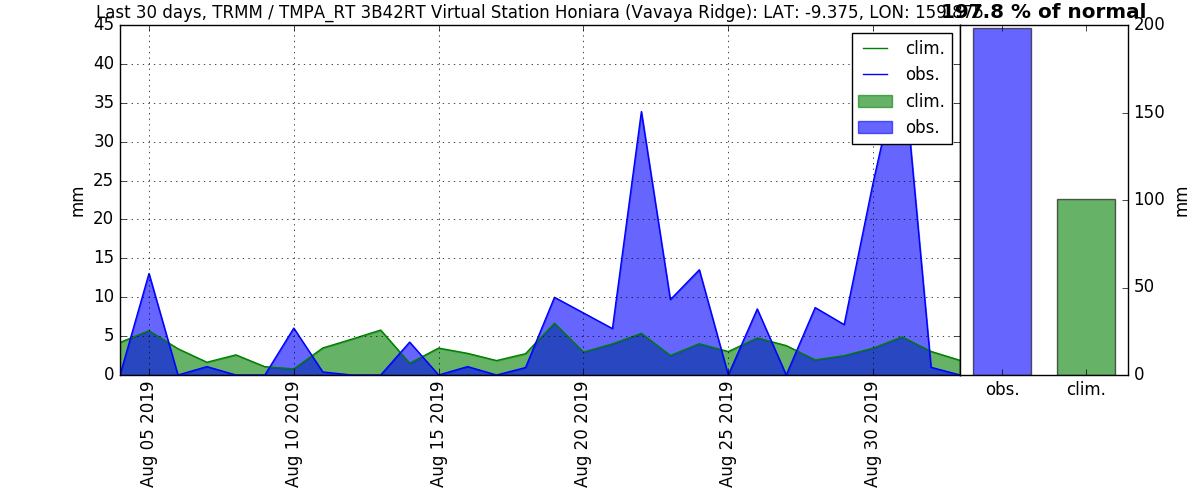 Last 30 days, TRMM / TMPA_RT 3B42RT Virtual Station Honiara (Vavaya Ridge): LAT: -9.375, LON:
197.8 % of normal
45
40
35
30
25
20
15
10
5
0
mm
clim.
obs.
clim.
obs.
200
150
100
50
0
mm
Aug 05 2019
Aug 10 2019
Aug 15 2019
Aug 20 2019
Aug 25 2019
Aug 30 2019
obs. clim.